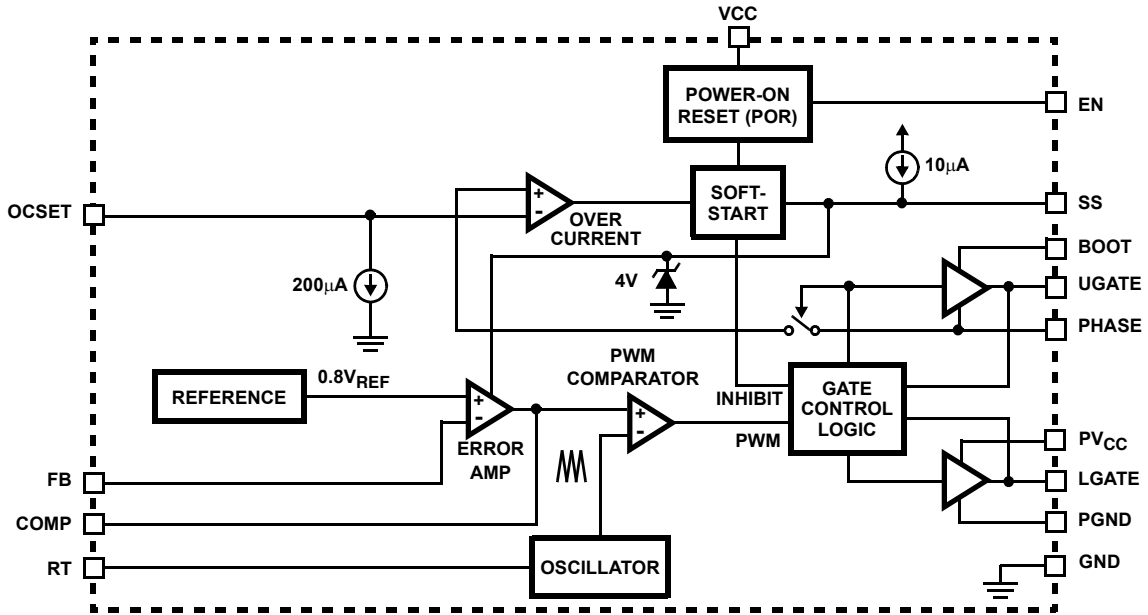 VCC
POWER-ON
RESET (POR)
EN
10µA
OCSET
+
-
OVER
CURRENT
SOFT-
START
SS
BOOT
200µA
4V
UGATE
PHASE
PWM
COMPARATOR
REFERENCE
0.8VREF
+
-
ERROR
AMP
+
-
INHIBIT
PWM
GATE
CONTROL
LOGIC
PVCC
FB
LGATE
COMP
PGND
RT
OSCILLATOR
GND